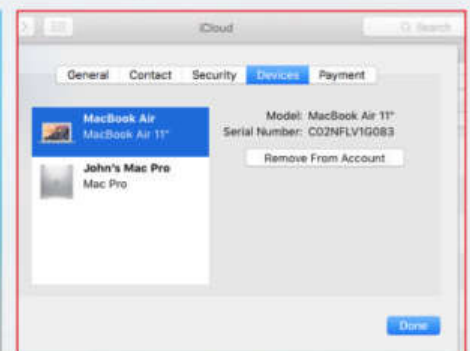 iCloud
Search
General Contact Security Devices Payment
MacBook Air
MacBook Air 11"
John's Mac Pro
Mac Pro
Model: MacBook Air 11"
Serial Number: C02NFLV1G083
Remove From Account
Done